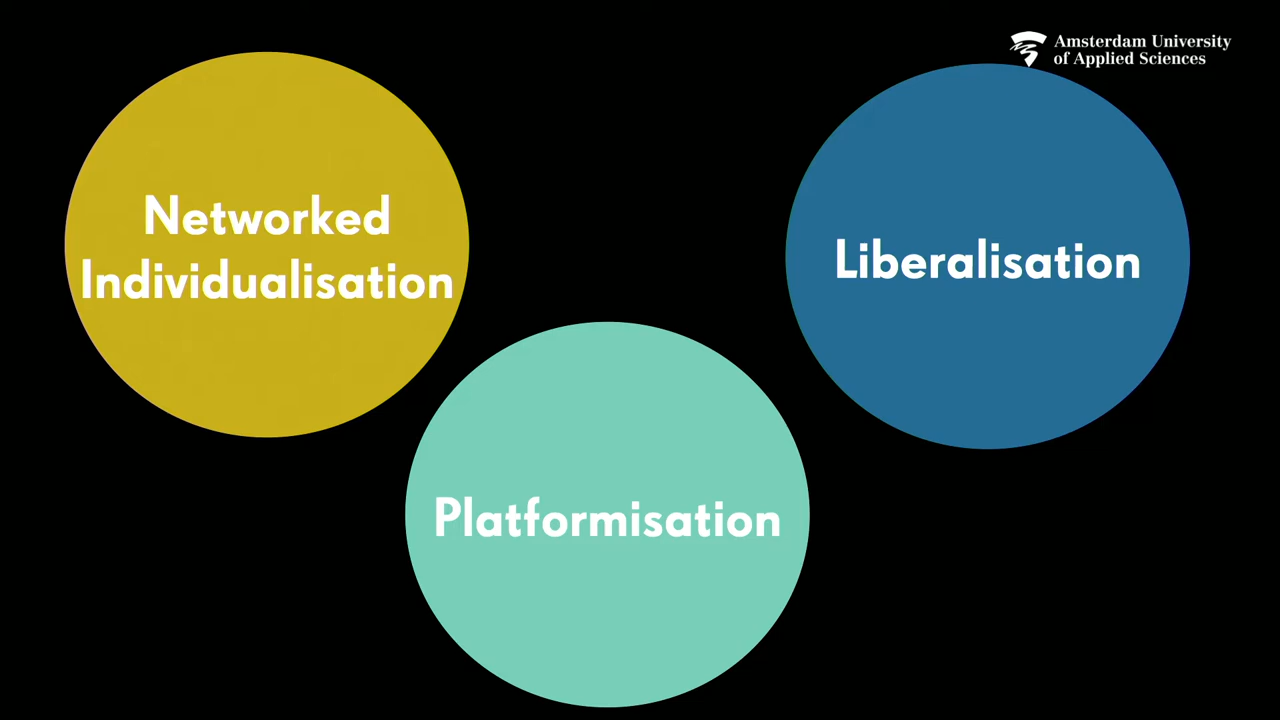 Amsterdam University
of Applied Sciences
Networked
Individualisation
Liberalisation
Platformisation